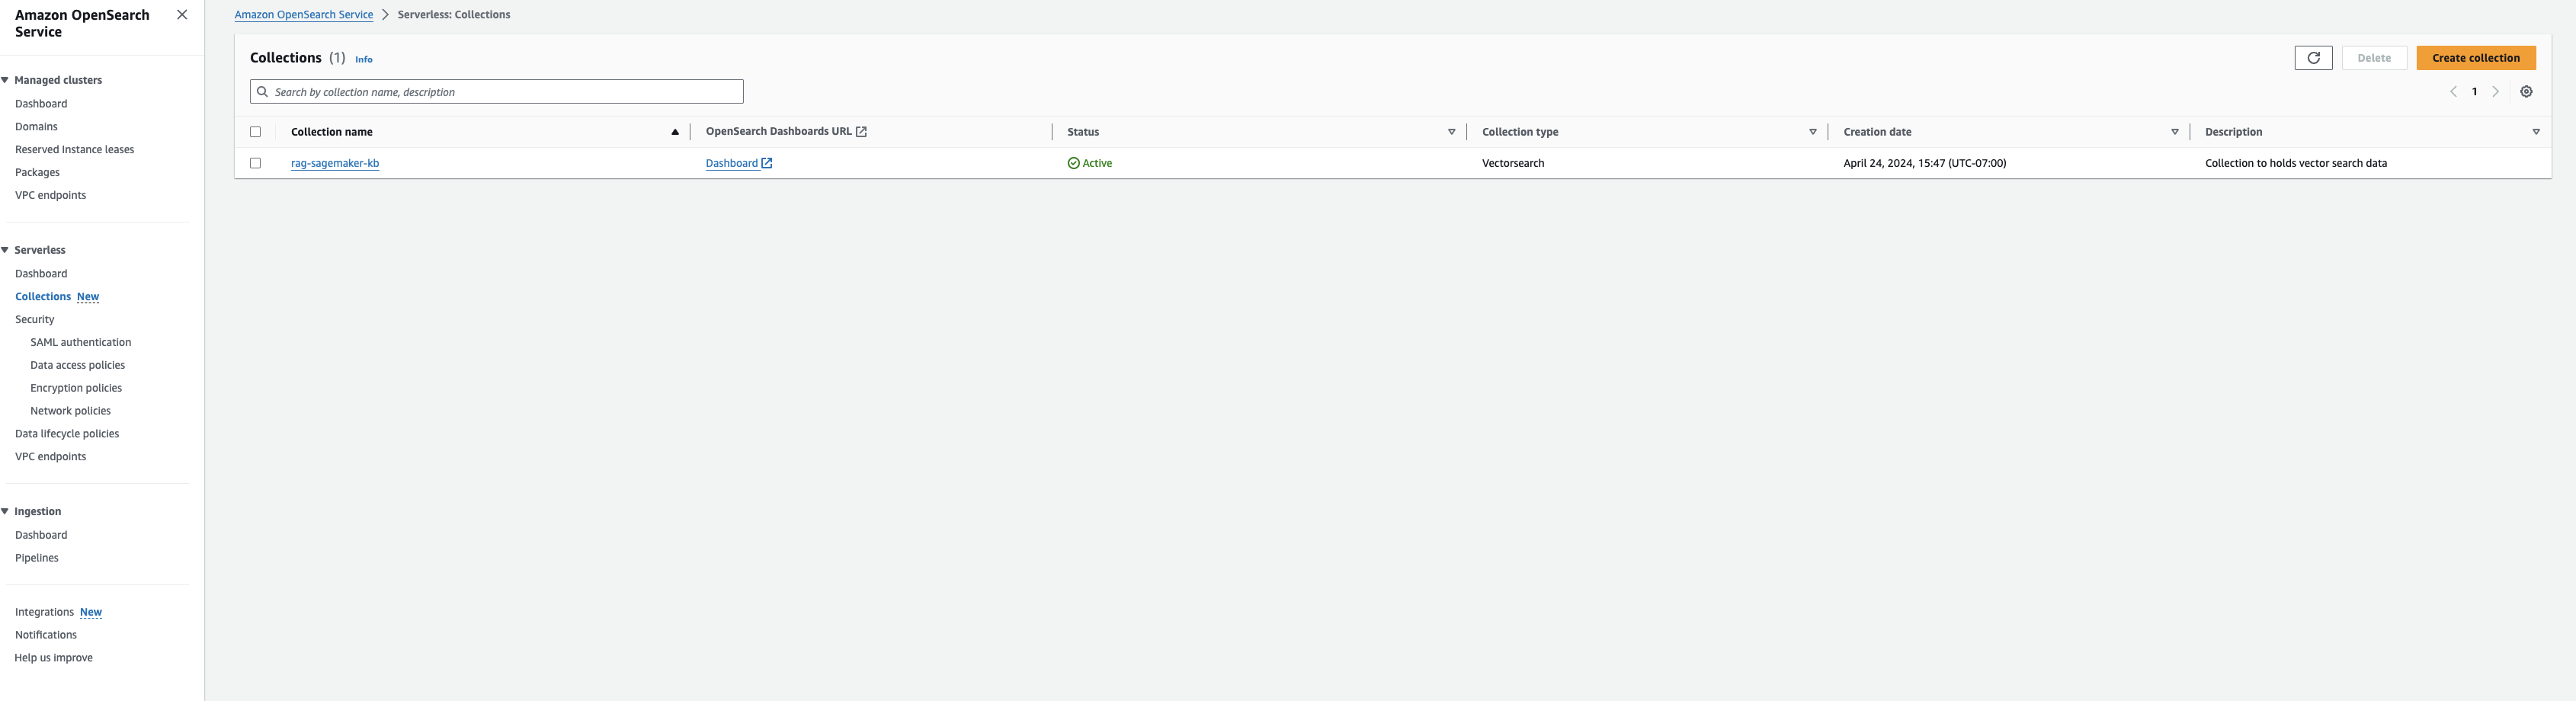 Amazon OpenSearch
Service
Managed clusters
Dashboard
Domains
Reserved Instance leases
Packages
VPC endpoints
Serverless
Dashboard
Collections New
Security
SAML authentication
Data access policies
Encryption policies
Network policies
Data lifecycle policies
VPC endpoints
Ingestion
Dashboard
Pipelines
Integrations New
Notifications
Help us improve
Amazon OpenSearch Service Serverless: Collections
Collections (1) Info
Delete
Create collection
Search by collection name, description
1
Collection name OpenSearch Dashboards URL Status Collection type Creation date Description
rag-sagemaker-kb Dashboard Active Vectorsearch April 24, 2024, 15:47 (UTC-07:00) Collection to holds vector search data